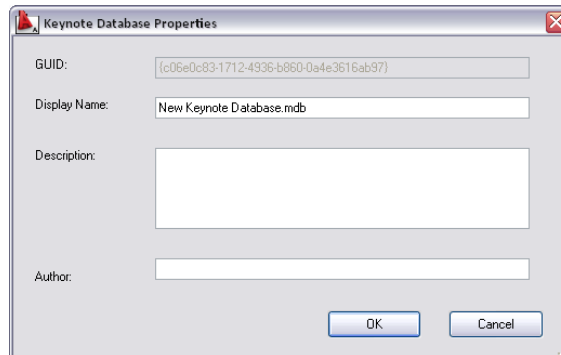 Keynote Database Properties
GUID: {c06e0c83-1712-4936-b860-0a4e3616ab97}
Display Name: New Keynote Database.mdb
Description:
Author:
OK Cancel